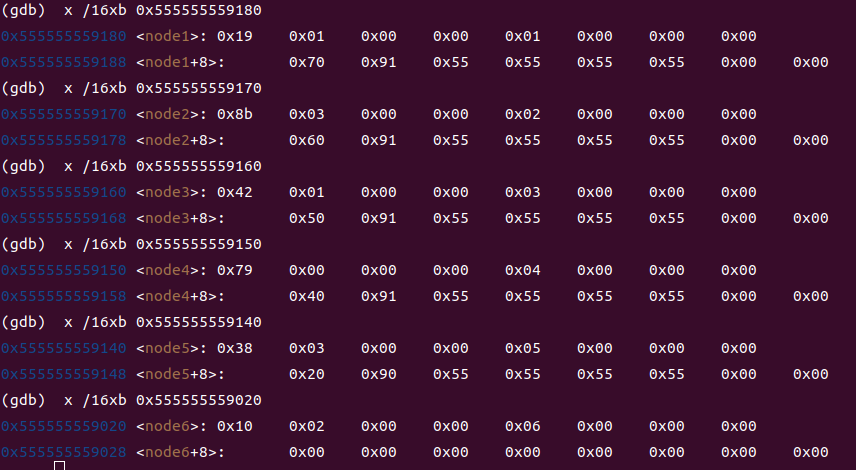 (gdb)  x /16xb 0x555555559180
0x555555559180 <node1>: 0x19 0x01 0x00 0x00 0x01 0x00 0x00 0x00
0x555555559188 <node1+8>: 0x70 0x91 0x55 0x55 0x55 0x55 0x00 0x00
(gdb)  x /16xb 0x555555559170
0x555555559170 <node2>: 0x8b 0x03 0x00 0x00 0x02 0x00 0x00 0x00
0x555555559178 <node2+8>: 0x60 0x91 0x55 0x55 0x55 0x55 0x00 0x00
(gdb)  x /16xb 0x555555559160
0x555555559160 <node3>: 0x42 0x01 0x00 0x00 0x03 0x00 0x00 0x00
0x555555559168 <node3+8>: 0x50 0x91 0x55 0x55 0x55 0x55 0x00 0x00
(gdb)  x /16xb 0x555555559150
0x555555559150 <node4>: 0x79 0x00 0x00 0x00 0x04 0x00 0x00 0x00
0x555555559158 <node4+8>: 0x40 0x91 0x55 0x55 0x55 0x55 0x00 0x00
(gdb)  x /16xb 0x555555559140
0x555555559140 <node5>: 0x38 0x03 0x00 0x00 0x05 0x00 0x00 0x00
0x555555559148 <node5+8>: 0x20 0x90 0x55 0x55 0x55 0x55 0x00 0x00
(gdb)  x /16xb 0x555555559020
0x555555559020 <node6>: 0x10 0x02 0x00 0x00 0x06 0x00 0x00 0x00
0x555555559028 <node6+8>: 0x00 0x00 0x00 0x00 0x00 0x00 0x00 0x00